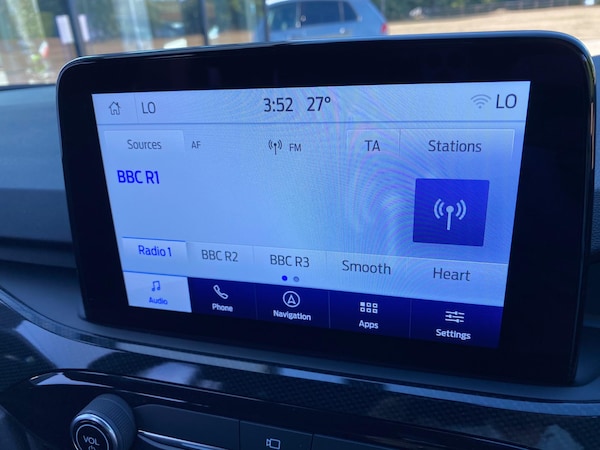 LO 3:52 27° LO
Sources AF FM TA Stations
BBC R1
Radio 1 BBC R2 BBC R3 Smooth Heart
Audio Phone Navigation Apps Settings
VOL